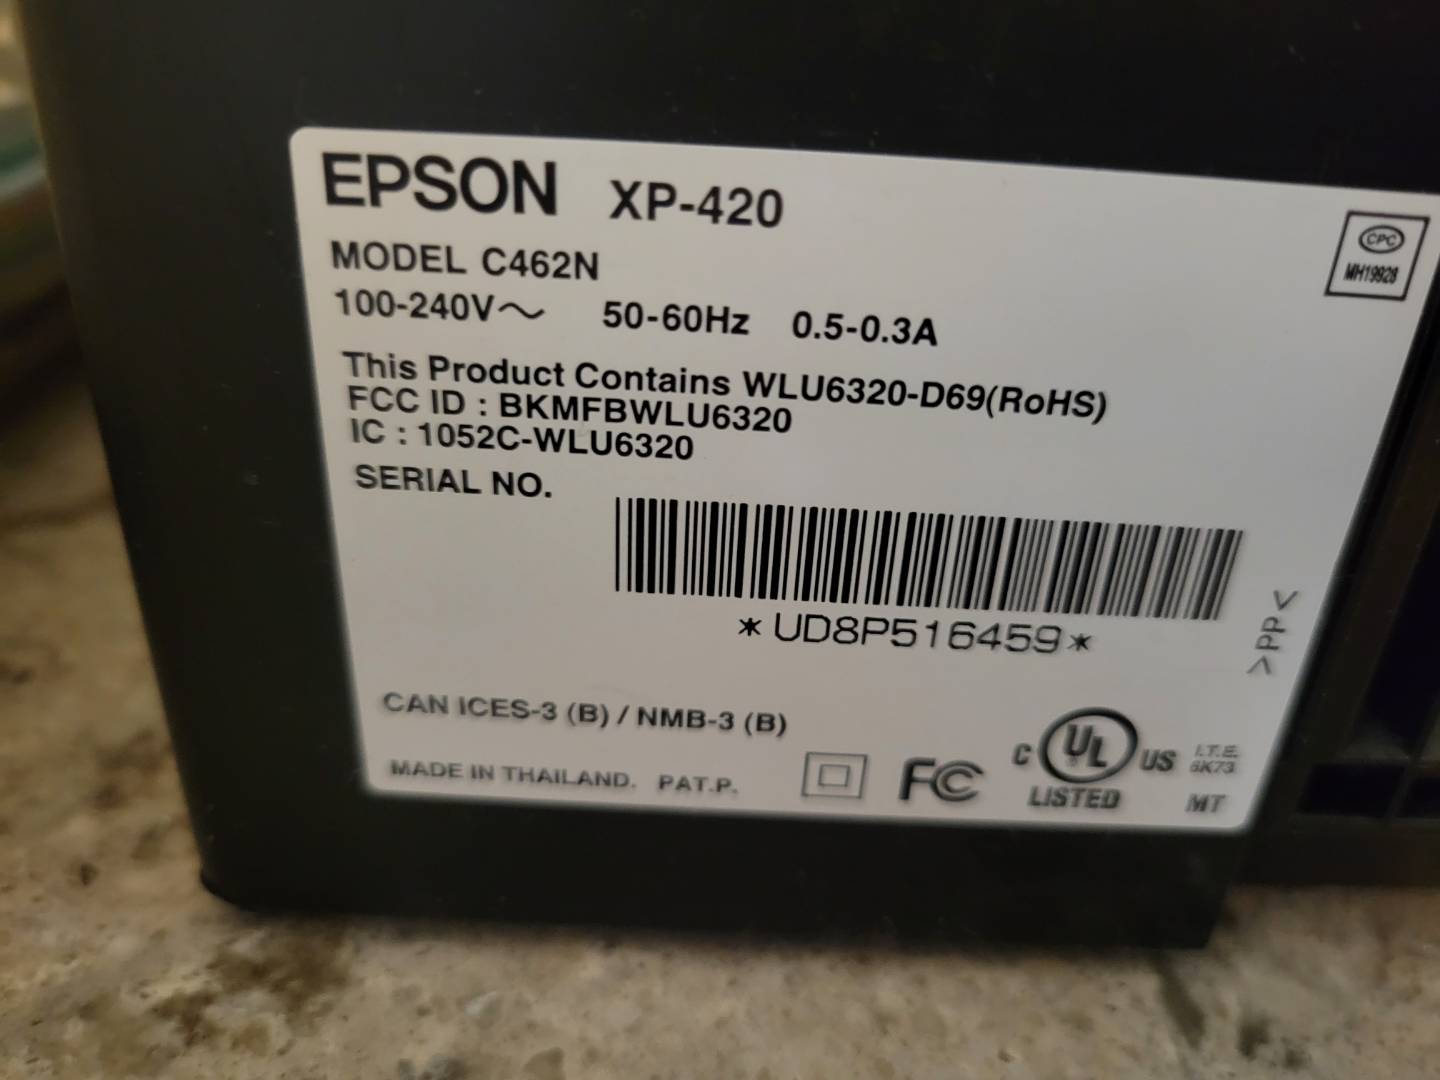 EPSON XP-420
CPC
MH19928
MODEL C462N
100-240V～ 50-60Hz 0.5-0.3A
This Product Contains WLU6320-D69(RoHS)
FCC ID : BKMFBWLU6320
IC : 1052C-WLU6320
SERIAL NO.
*UD8P516459*
>PP<
CAN ICES-3 (B) / NMB-3 (B)
MADE IN THAILAND. PAT.P.
FC
C UL US
LISTED
I.T.E.
6K73
MT